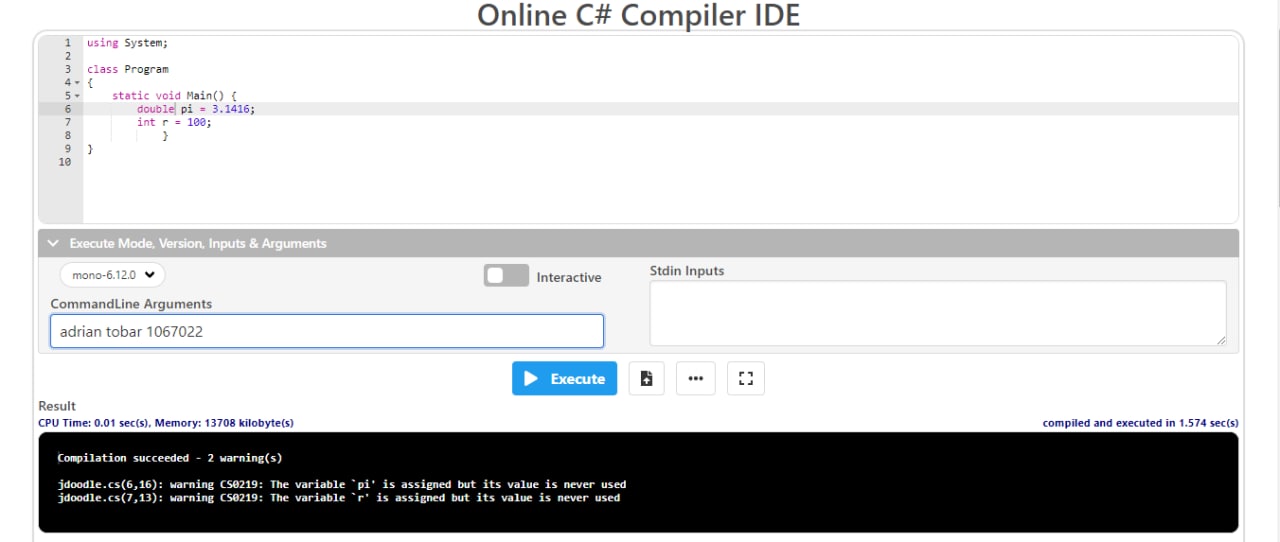 Online C# Compiler IDE
1 using System;
2
3 class Program
4 {
5 static void Main() {
6 double pi = 3.1416;
7 int r = 100;
8 }
9 }
10
Execute Mode, Version, Inputs & Arguments
mono-6.12.0
Interactive
Stdin Inputs
CommandLine Arguments
adrian tobar 1067022
Execute
Result
CPU Time: 0.01 sec(s), Memory: 13708 kilobyte(s)
compiled and executed in 1.574 sec(s)
Compilation succeeded - 2 warning(s)
jdoodle.cs(6,16): warning CS0219: The variable `pi' is assigned but its value is never used
jdoodle.cs(7,13): warning CS0219: The variable `r' is assigned but its value is never used